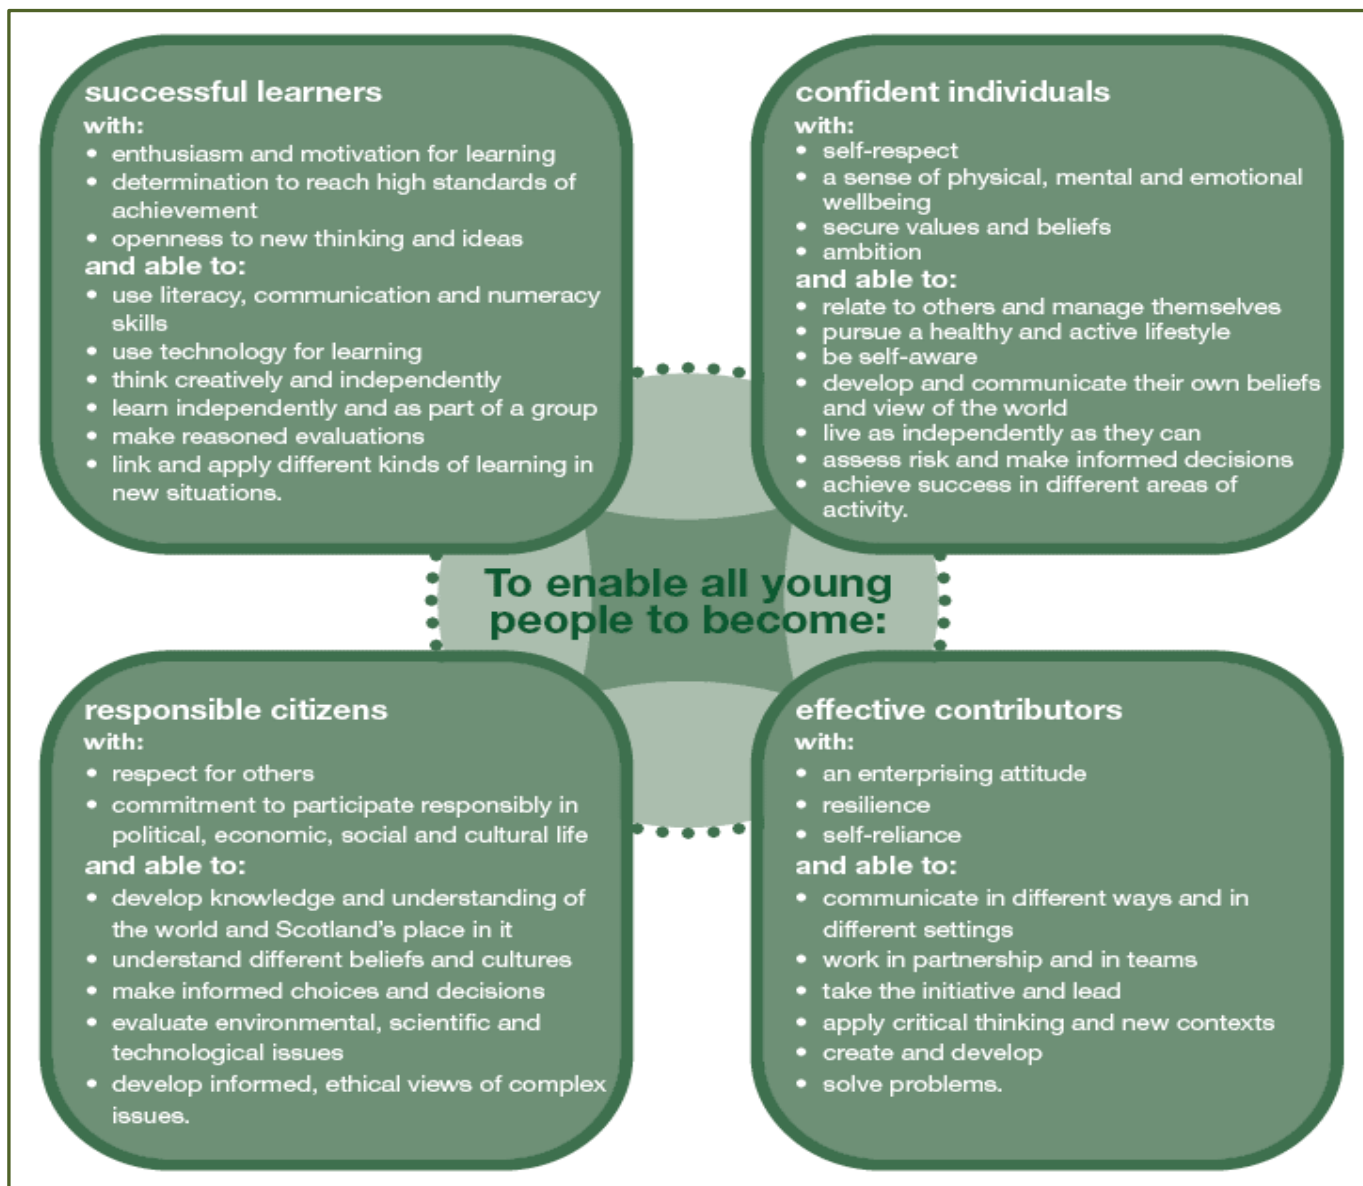 successful learners
with:
• enthusiasm and motivation for learning
• determination to reach high standards of
achievement
• openness to new thinking and ideas
and able to:
• use literacy, communication and numeracy
skills
• use technology for learning
• think creatively and independently
• learn independently and as part of a group
• make reasoned evaluations
• link and apply different kinds of learning in
new situations.
confident individuals
with:
• self-respect
• a sense of physical, mental and emotional
wellbeing
• secure values and beliefs
• ambition
and able to:
• relate to others and manage themselves
• pursue a healthy and active lifestyle
• be self-aware
• develop and communicate their own beliefs
and view of the world
• live as independently as they can
• assess risk and make informed decisions
• achieve success in different areas of
activity.
To enable all young
people to become:
responsible citizens
with:
• respect for others
• commitment to participate responsibly in
political, economic, social and cultural life
and able to:
• develop knowledge and understanding of
the world and Scotland's place in it
• understand different beliefs and cultures
• make informed choices and decisions
• evaluate environmental, scientific and
technological issues
• develop informed, ethical views of complex
issues.
effective contributors
with:
• an enterprising attitude
• resilience
• self-reliance
and able to:
• communicate in different ways and in
different settings
• work in partnership and in teams
• take the initiative and lead
• apply critical thinking and new contexts
• create and develop
• solve problems.